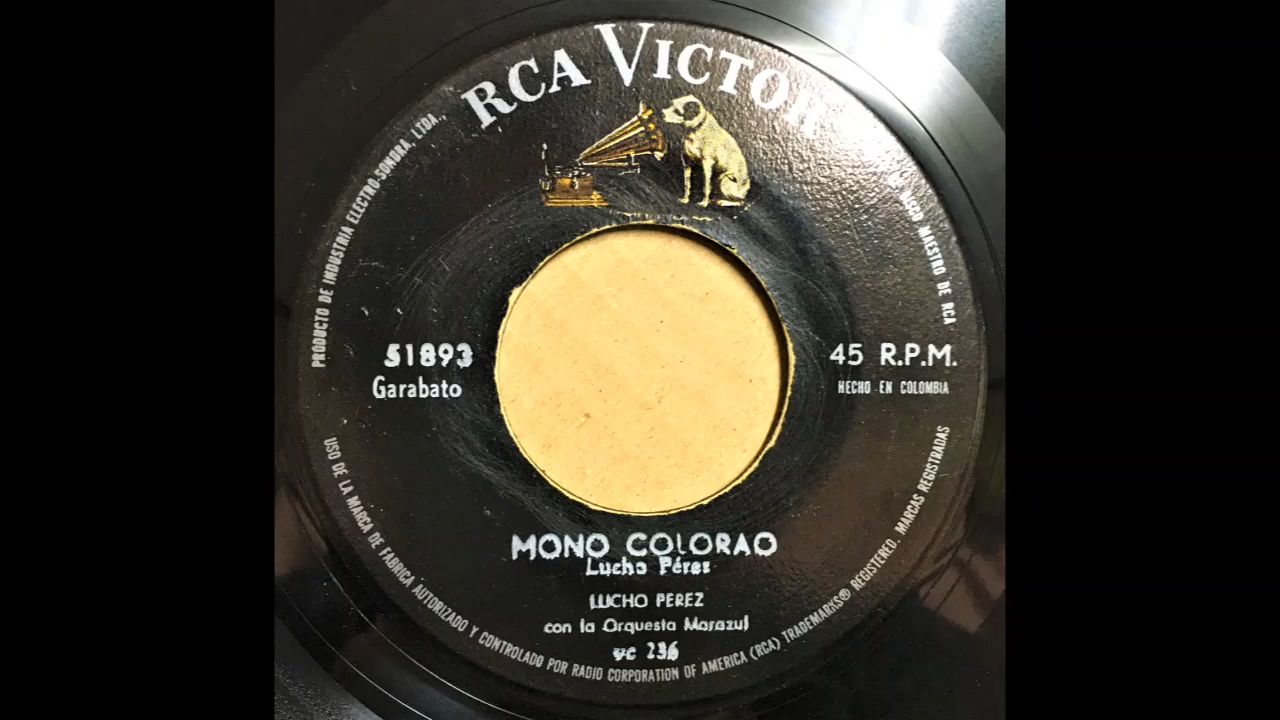 RCA VICTOR
PRODUCTO DE INDUSTRIA ELECTRO-SONORA, LTDA.,
DISCO MAESTRO DE RCA
51893
Garabato
45 R.P.M.
HECHO EN COLOMBIA
MONO COLORAO
Lucho Pérez
LUCHO PEREZ
con la Orquesta Marazul
vc 236
USO DE LA MARCA DE FABRICA AUTORIZADO Y CONTROLADO POR RADIO CORPORATION OF AMERICA (RCA) TRADEMARKS® REGISTERED. MARCAS REGISTRADAS